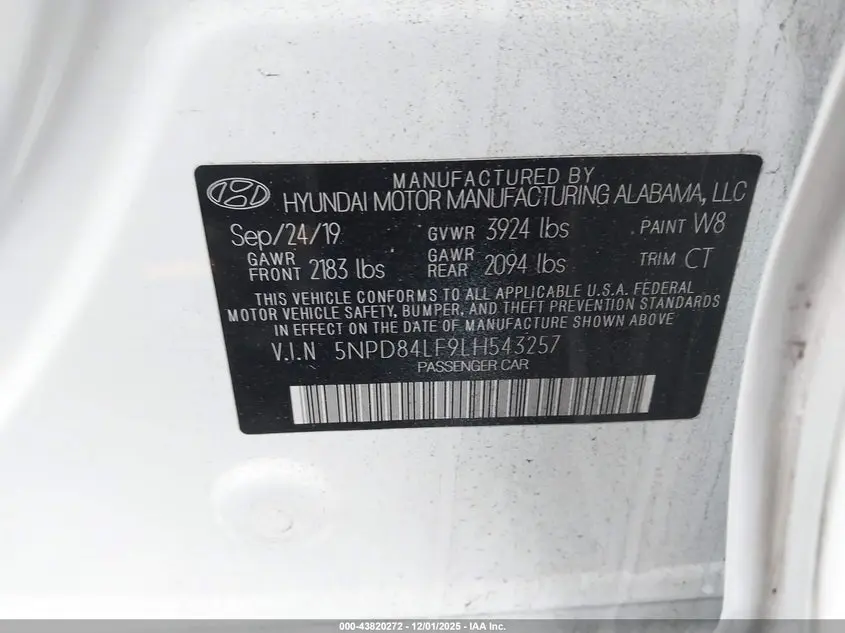 MANUFACTURED BY
HYUNDAI MOTOR MANUFACTURING ALABAMA, LLC
Sep/24/19 GVWR 3924 lbs PAINT W8
GAWR FRONT 2183 lbs GAWR REAR 2094 lbs TRIM CT
THIS VEHICLE CONFORMS TO ALL APPLICABLE U.S.A. FEDERAL
MOTOR VEHICLE SAFETY, BUMPER, AND THEFT PREVENTION STANDARDS
IN EFFECT ON THE DATE OF MANUFACTURE SHOWN ABOVE
V.I.N 5NPD84LF9LH543257
PASSENGER CAR
000-43820272 - 12/01/2025 - IAA Inc.